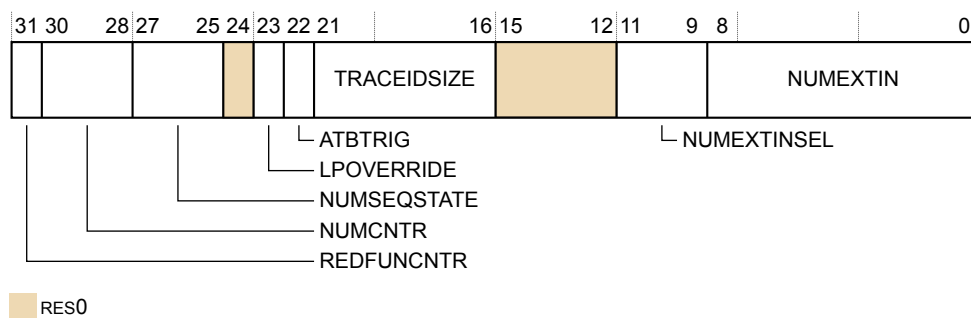 31 30 28 27 25 24 23 22 21 16 15 12 11 9 8 0
TRACEIDSIZE NUMEXTIN
ATBTRIG NUMEXTINSEL
LPOVERRIDE
NUMSEQSTATE
NUMCNTR
REDFUNCNTR
RES0